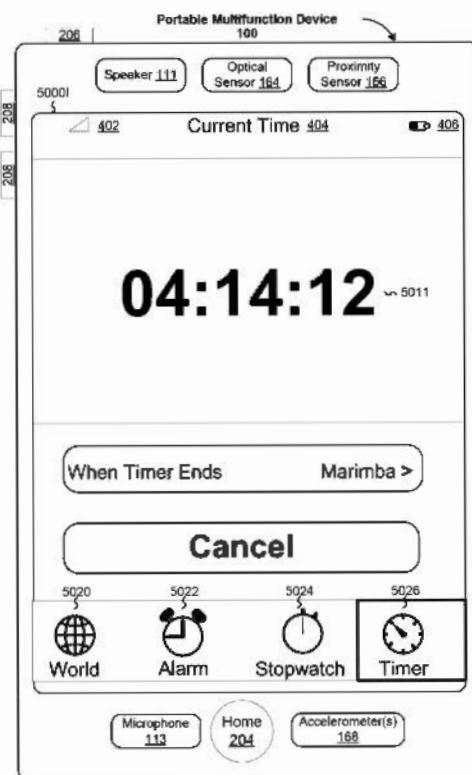 Portable Multifunction Device
100
206
Speaker 111
Optical
Sensor 164
Proximity
Sensor 166
5000I
208
402
Current Time 404
406
208
04:14:12
5011
When Timer Ends
Marimba >
Cancel
5020
5022
5024
5026
World
Alarm
Stopwatch
Timer
Microphone
113
Home
204
Accelerometer(s)
168